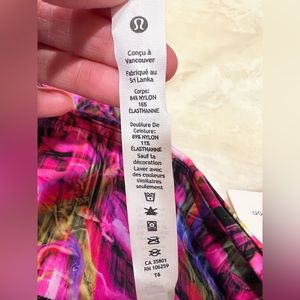 Conçu à
Vancouver
Fabriqué au
Sri Lanka
Corps:
84% NYLON
16%
ÉLASTHANNE
Doublure De
Ceinture:
89% NYLON
11%
ÉLASTHANNE
Sauf la
décoration
Laver avec
des couleurs
similaires
seulement
CA 35801
RN 106259
T6